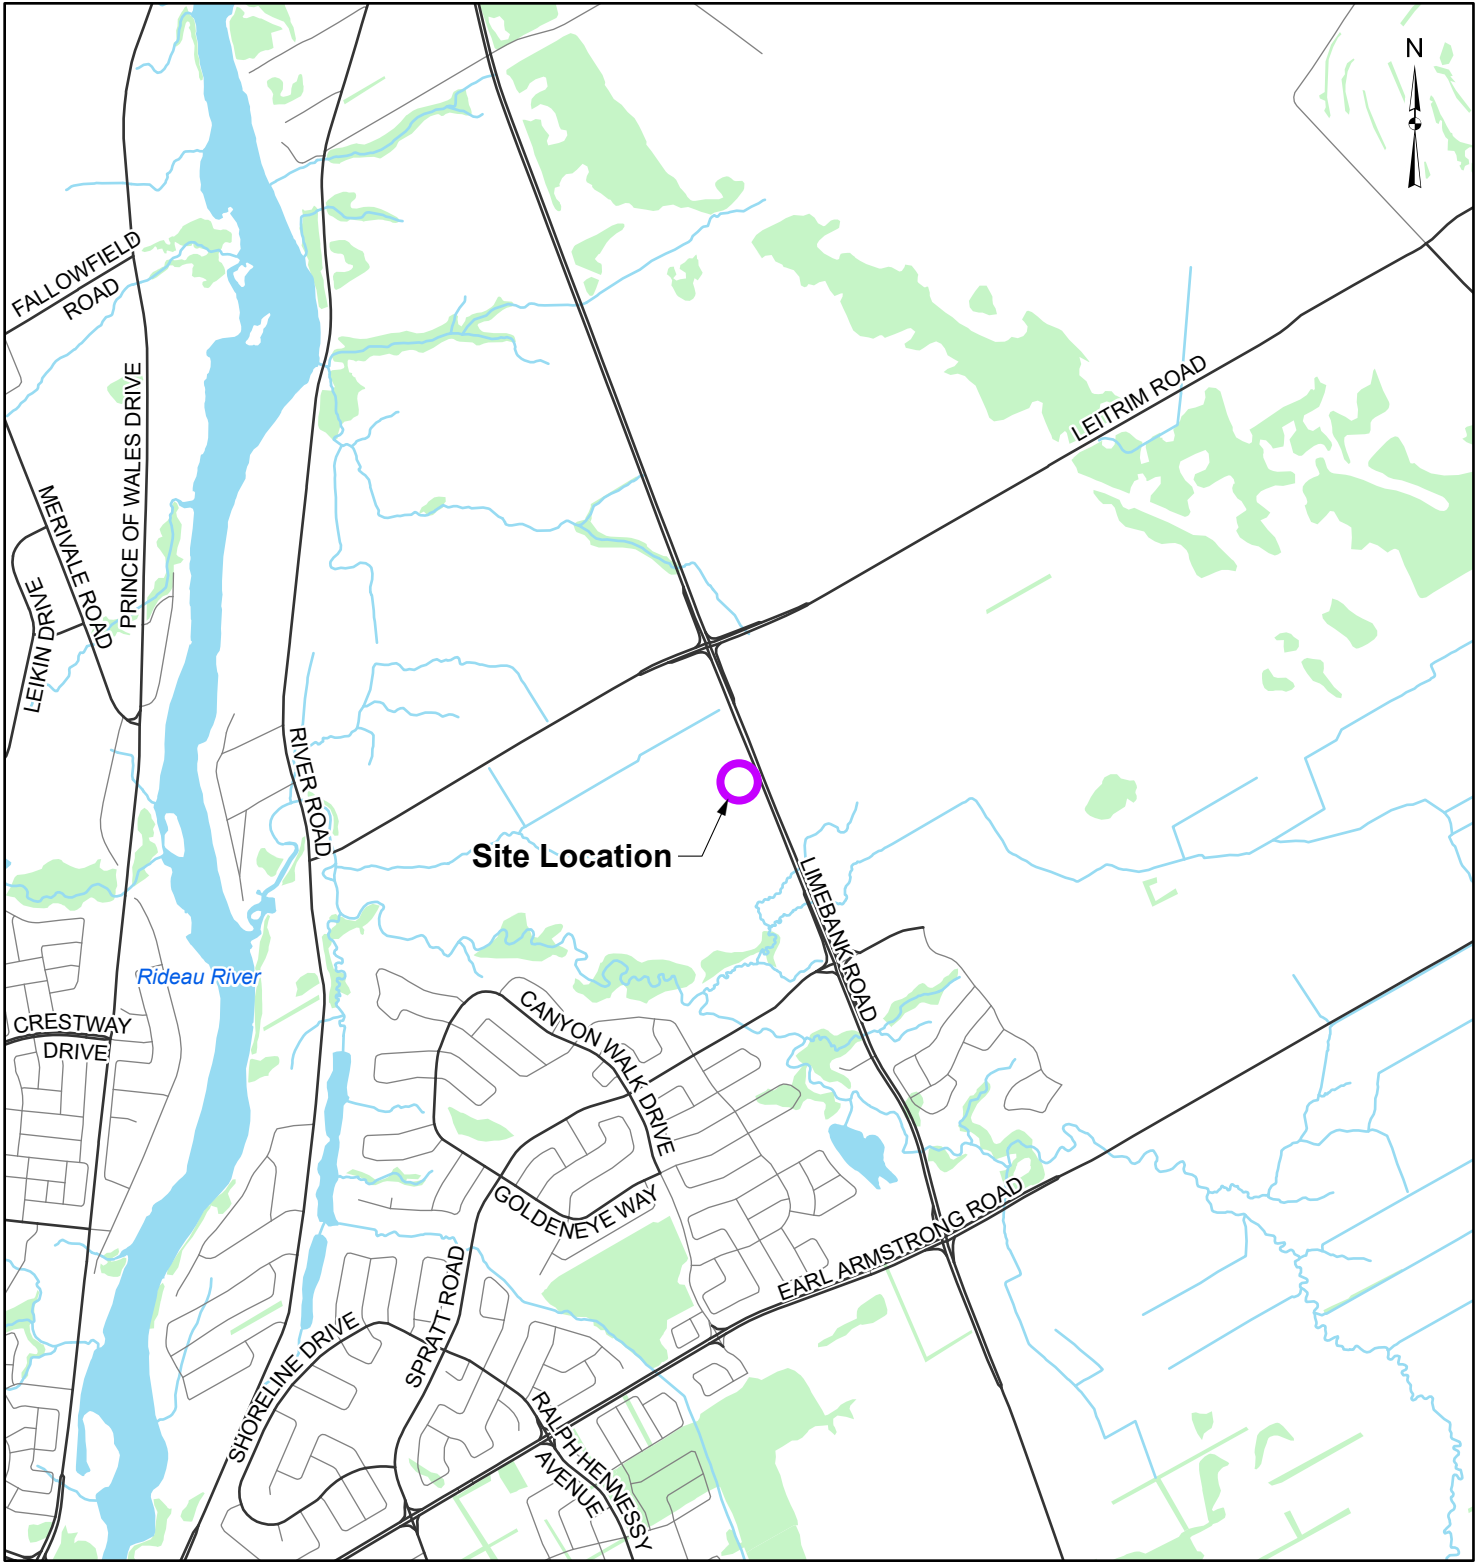 N
FALLOWFIELD
ROAD
PRINCE OF WALES DRIVE
LEITRIM ROAD
MERIVALE ROAD
LEIKIN DRIVE
RIVER ROAD
Site Location
LIMEBANK ROAD
Rideau River
CRESTWAY
DRIVE
CANYON WALK DRIVE
GOLDENEYE WAY
EARL ARMSTRONG ROAD
SPRATT ROAD
SHORELINE DRIVE
RALPH HENNESSY
AVENUE